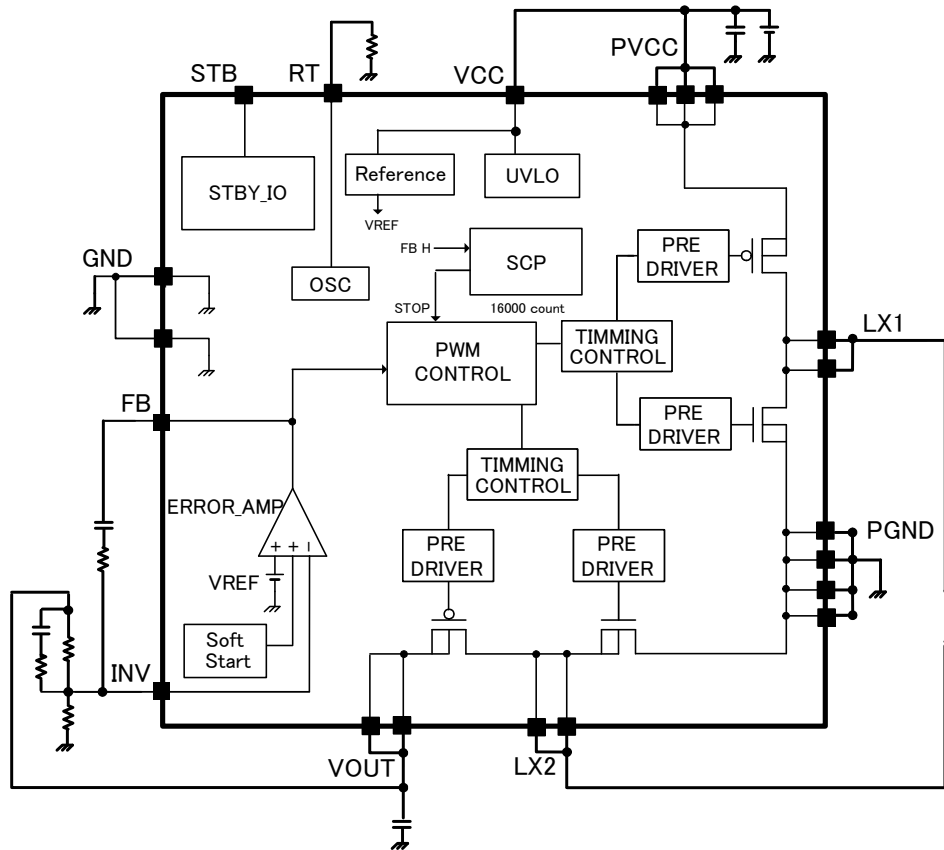 PVCC
STB
RT
VCC
STBY_IO
Reference
UVLO
VREF
FB H
SCP
PRE
DRIVER
GND
OSC
STOP
16000 count
LX1
PWM
CONTROL
TIMMING
CONTROL
FB
PRE
DRIVER
TIMMING
CONTROL
ERROR_AMP
PGND
PRE
DRIVER
PRE
DRIVER
+ + −
VREF
Soft
Start
INV
VOUT
LX2